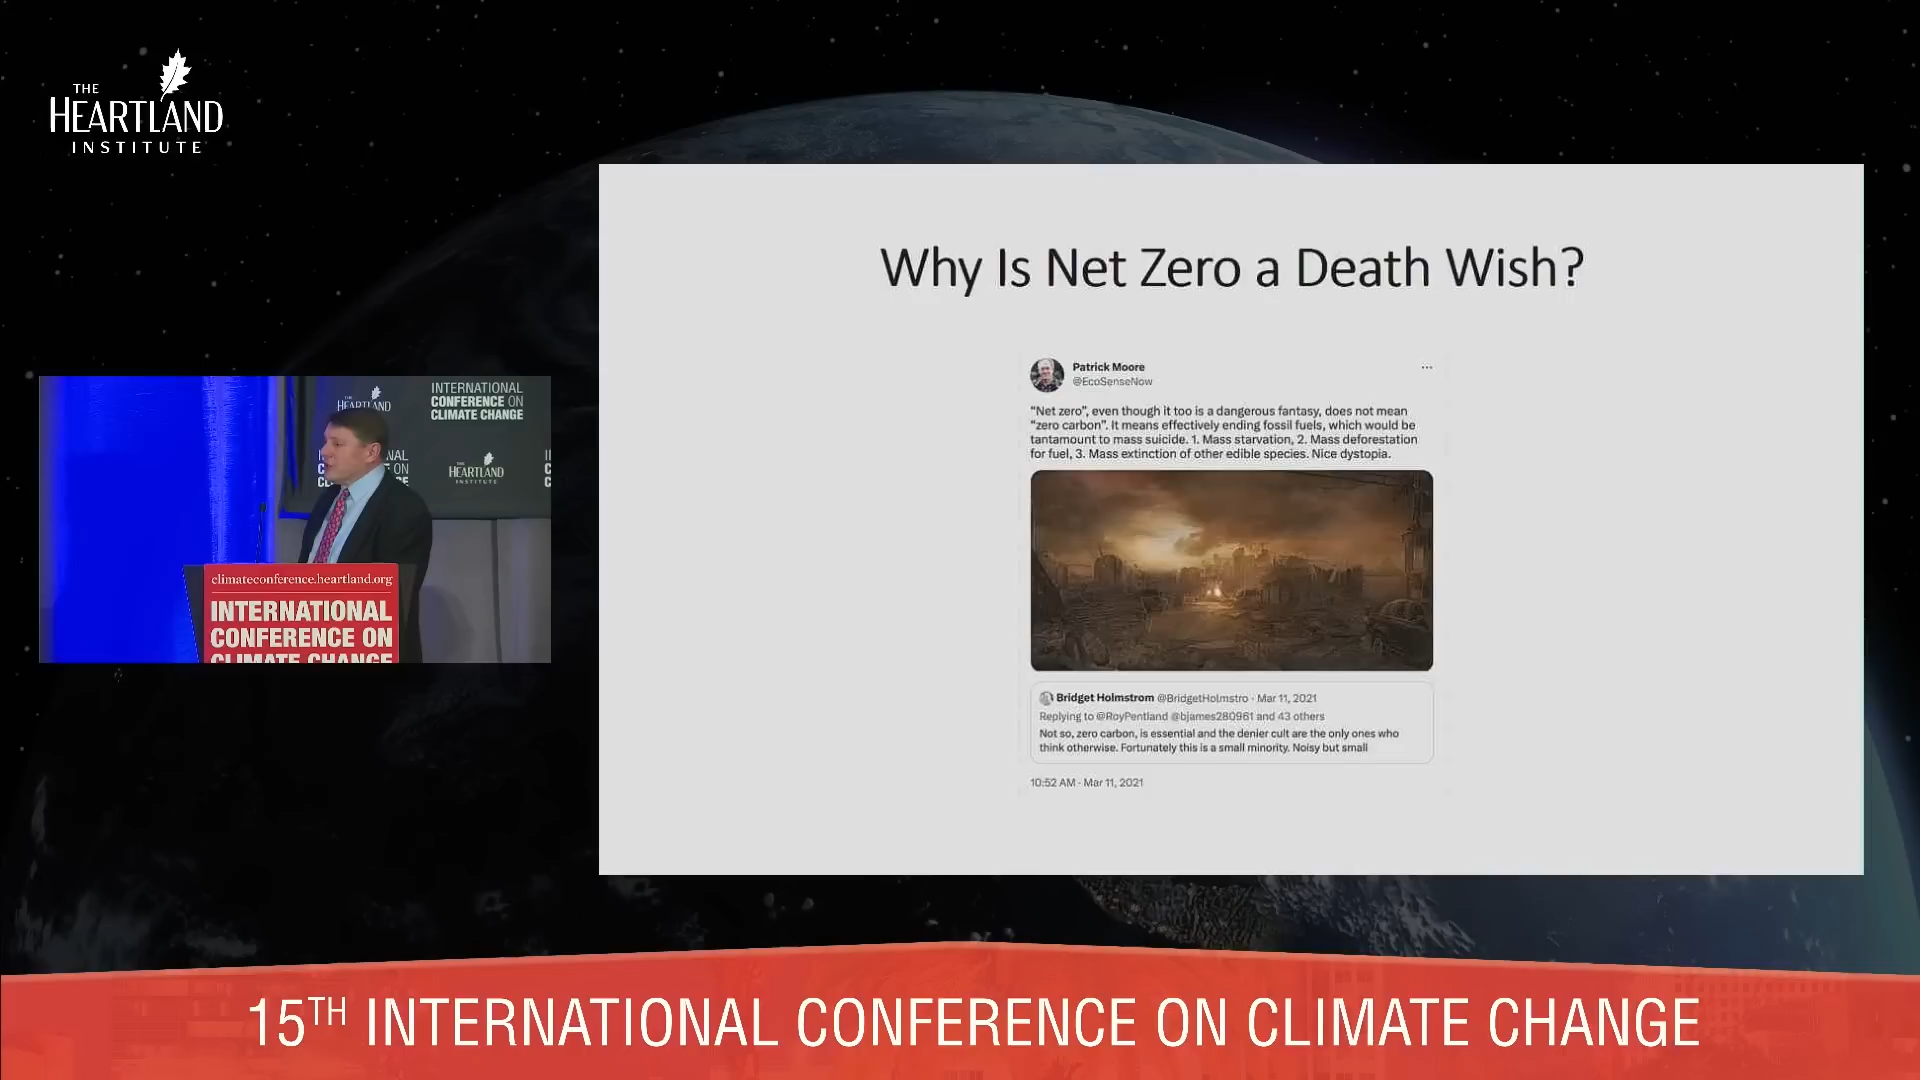 THE
HEARTLAND
INSTITUTE
Why Is Net Zero a Death Wish?
Patrick Moore
@EcoSenseNow
"Net zero", even though it too is a dangerous fantasy, does not mean
"zero carbon". It means effectively ending fossil fuels, which would be
tantamount to mass suicide. 1. Mass starvation, 2. Mass deforestation
for fuel, 3. Mass extinction of other edible species. Nice dystopia.
Bridget Holmstrom @BridgetHolmstro · Mar 11, 2021
Replying to @RoyPentland @bjames280961 and 43 others
Not so, zero carbon, is essential and the denier cult are the only ones who
think otherwise. Fortunately this is a small minority. Noisy but small
10:52 AM · Mar 11, 2021
THE
HEARTLAND
INTERNATIONAL
CONFERENCE ON
CLIMATE CHANGE
HEARTLAND
INSTITUTE
climateconference.heartland.org
INTERNATIONAL
CONFERENCE ON
CLIMATE CHANGE
15TH INTERNATIONAL CONFERENCE ON CLIMATE CHANGE